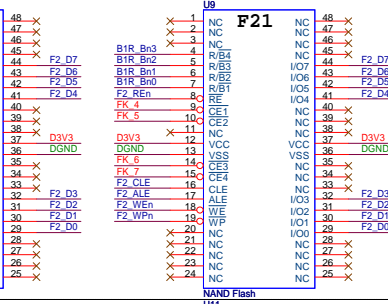 U9
F21
48 1 NC NC 48
47 2 NC NC 47
46 3 NC NC 46
45 B1R_Bn3 4 R/B4 NC 45
44 F2_D7 B1R_Bn2 5 R/B3 I/O7 44 F2_D7
43 F2_D6 B1R_Bn1 6 R/B2 I/O6 43 F2_D6
42 F2_D5 B1R_Bn0 7 R/B1 I/O5 42 F2_D5
41 F2_D4 F2_REn 8 RE I/O4 41 F2_D4
40 FK_4 9 CE1 NC 40
39 FK_5 10 CE2 NC 39
38 11 NC NC 38
37 D3V3 D3V3 12 VCC VCC 37 D3V3
36 DGND DGND 13 VSS VSS 36 DGND
35 FK_6 14 CE3 NC 35
34 FK_7 15 CE4 NC 34
33 F2_CLE 16 CLE NC 33
32 F2_D3 F2_ALE 17 ALE I/O3 32 F2_D3
31 F2_D2 F2_WEn 18 WE I/O2 31 F2_D2
30 F2_D1 F2_WPn 19 WP I/O1 30 F2_D1
29 F2_D0 20 NC I/O0 29 F2_D0
28 21 NC NC 28
27 22 NC NC 27
26 23 NC NC 26
25 24 NC NC 25
NAND Flash
U11